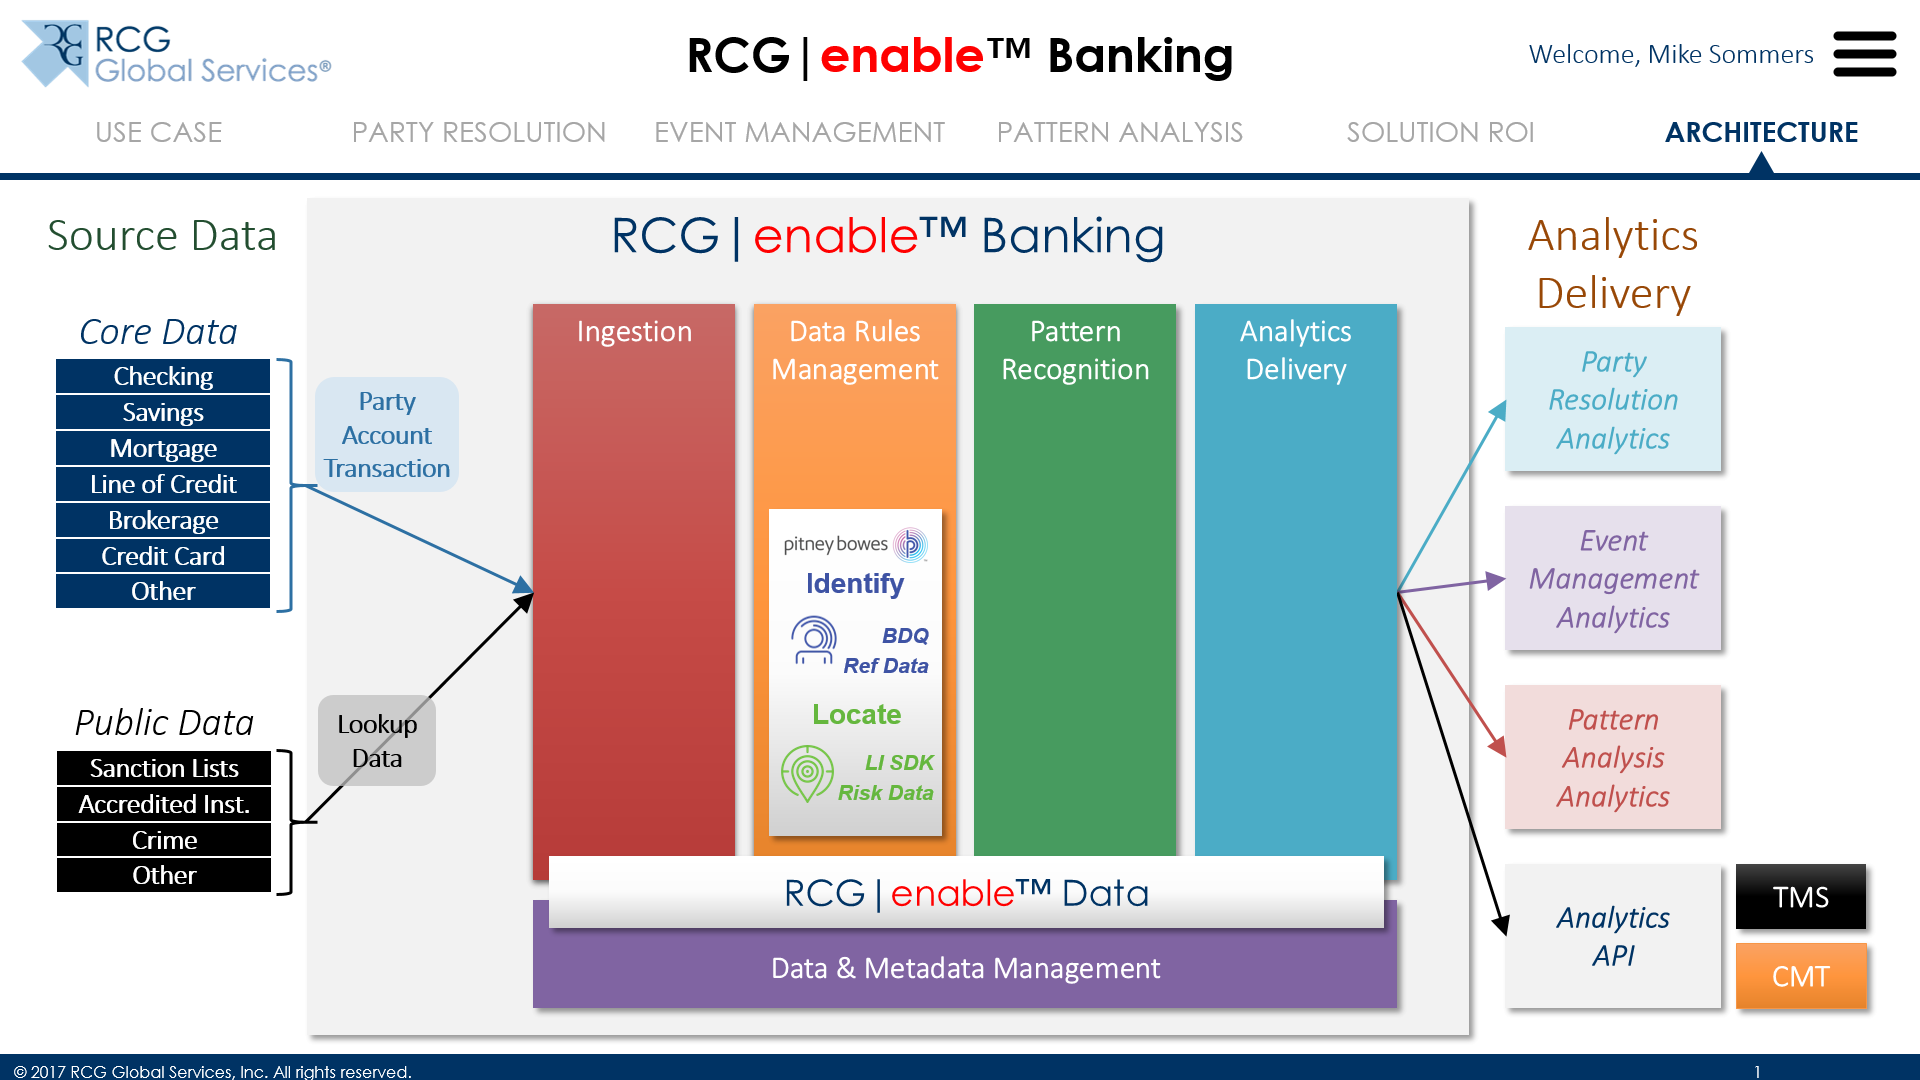 RCG
Global Services®
RCG|enable™ Banking
Welcome, Mike Sommers
USE CASE
PARTY RESOLUTION
EVENT MANAGEMENT
PATTERN ANALYSIS
SOLUTION ROI
ARCHITECTURE
Source Data
Core Data
Checking
Savings
Mortgage
Line of Credit
Brokerage
Credit Card
Other
Public Data
Sanction Lists
Accredited Inst.
Crime
Other
Party
Account
Transaction
Lookup
Data
RCG|enable™ Banking
Ingestion
Data Rules
Management
pitney bowes
Identify
BDQ
Ref Data
Locate
LI SDK
Risk Data
Pattern
Recognition
Analytics
Delivery
RCG|enable™ Data
Data & Metadata Management
Analytics
Delivery
Party
Resolution
Analytics
Event
Management
Analytics
Pattern
Analysis
Analytics
Analytics
API
TMS
CMT
© 2017 RCG Global Services, Inc. All rights reserved.
1